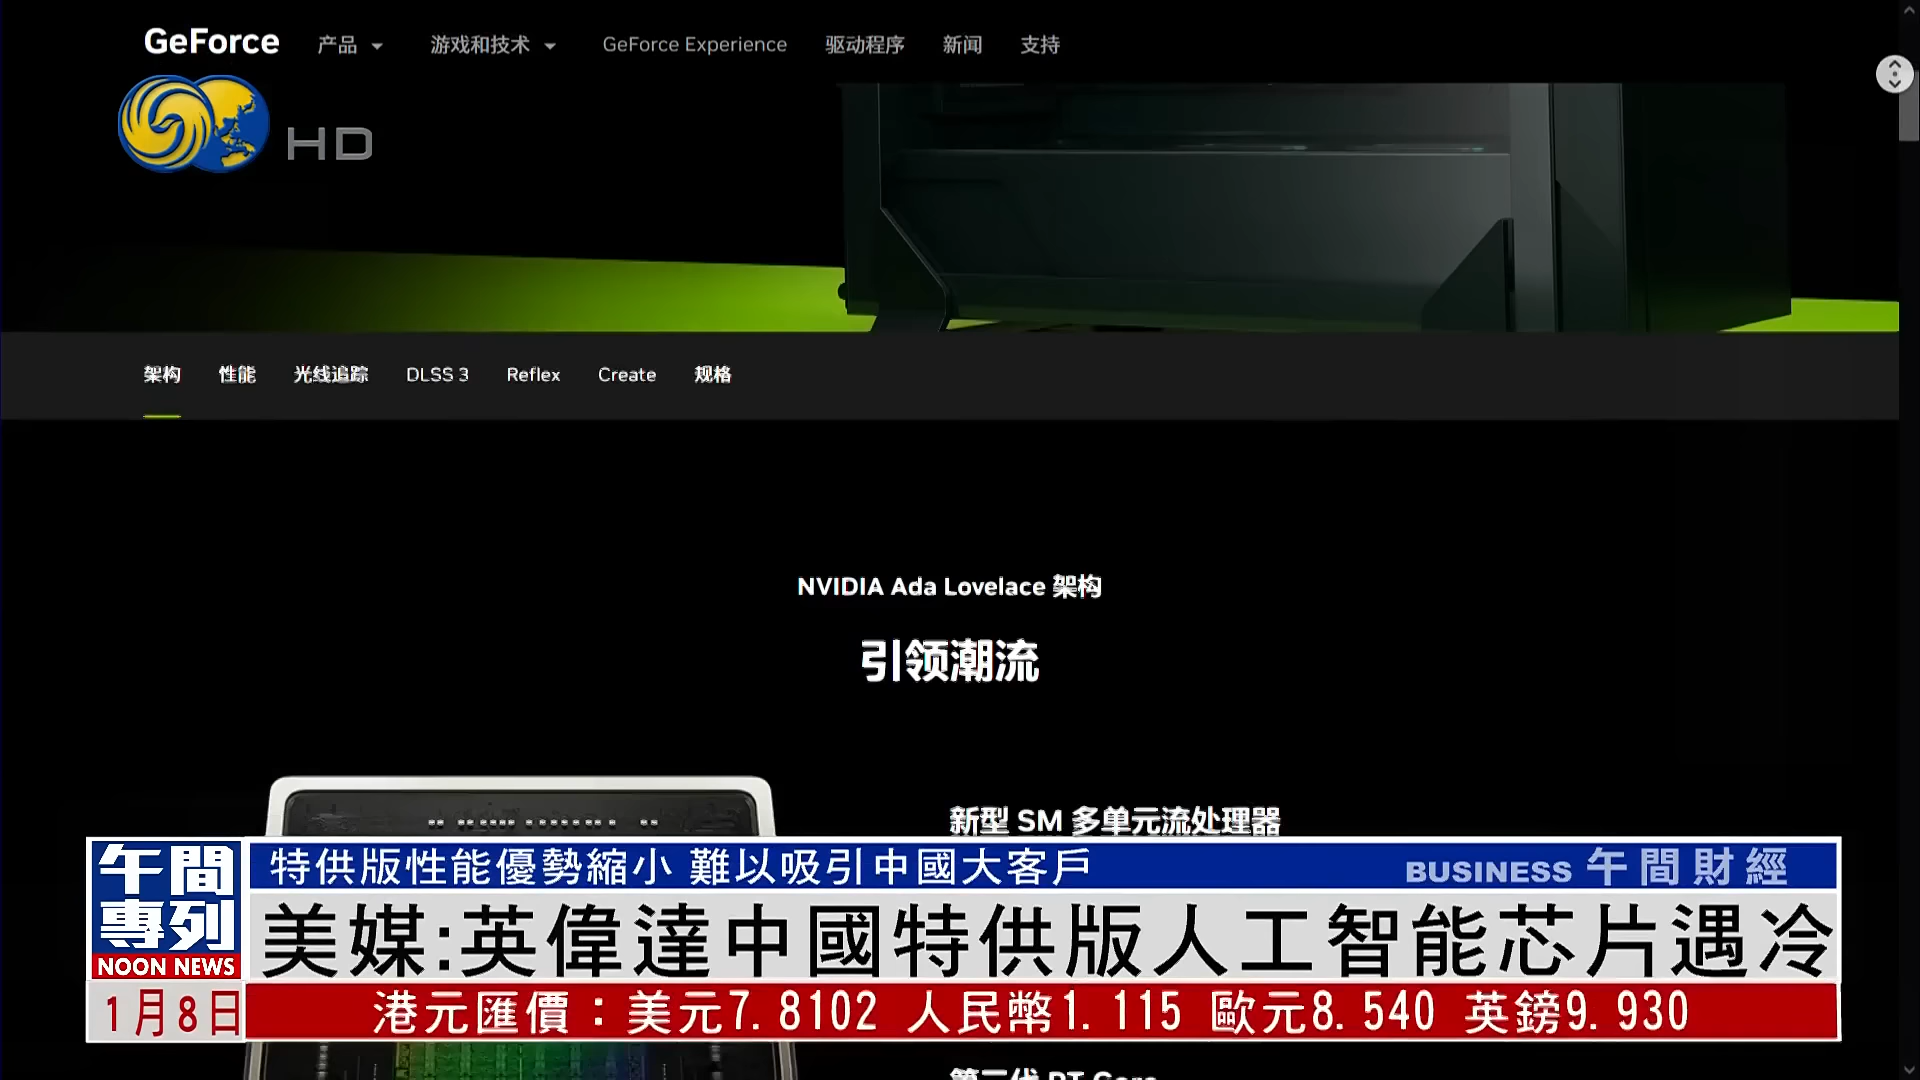 GeForce 产品 游戏和技术 GeForce Experience 驱动程序 新闻 支持
HD
架构 性能 光线追踪 DLSS 3 Reflex Create 规格
NVIDIA Ada Lovelace 架构
引领潮流
新型 SM 多单元流处理器
午間專列
NOON NEWS
特供版性能優勢縮小 難以吸引中國大客戶
BUSINESS 午間財經
美媒:英偉達中國特供版人工智能芯片遇冷
1月8日
港元匯價：美元7.8102 人民幣1.115 歐元8.540 英鎊9.930